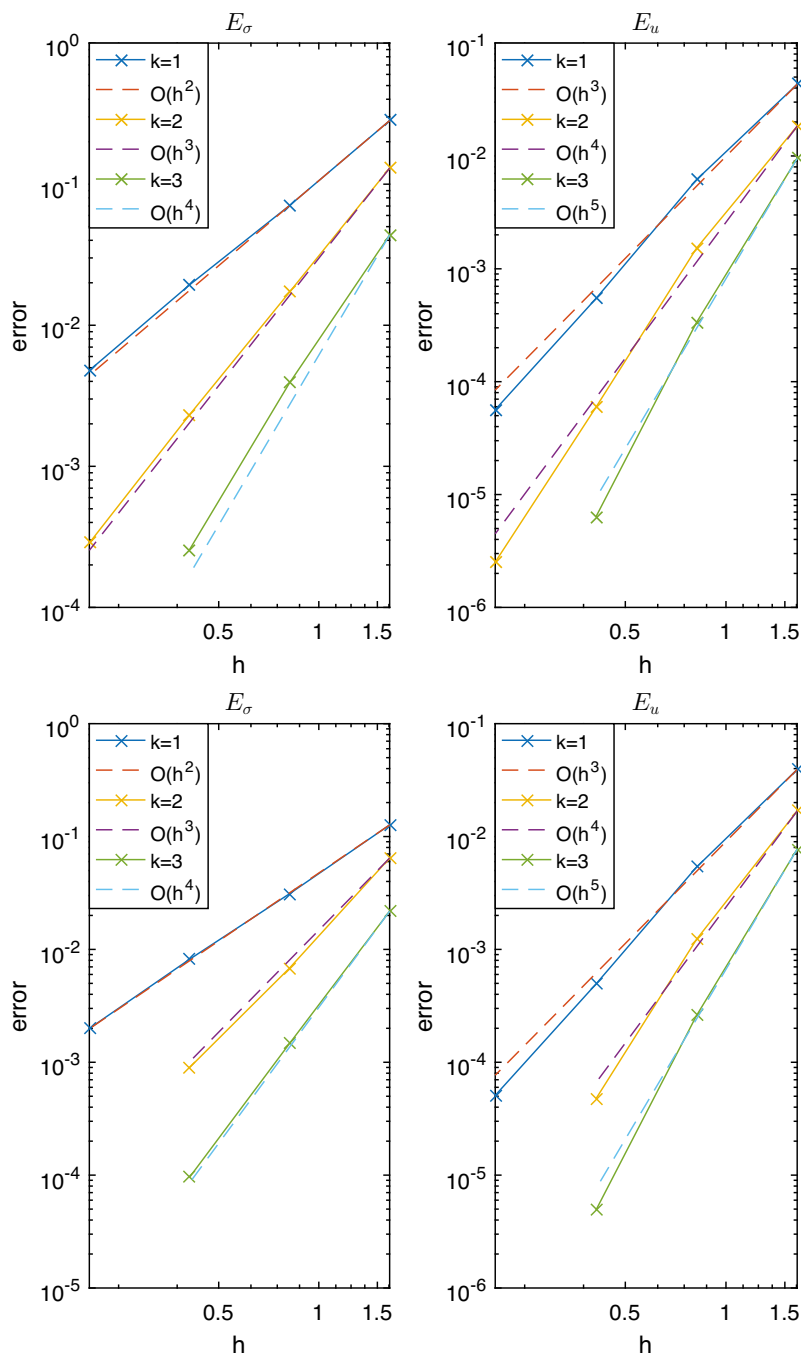 E_σ
10^0
10^-1
10^-2
10^-3
10^-4
error
k=1
O(h^2)
k=2
O(h^3)
k=3
O(h^4)
0.5 1 1.5
h
E_u
10^-1
10^-2
10^-3
10^-4
10^-5
10^-6
error
k=1
O(h^3)
k=2
O(h^4)
k=3
O(h^5)
0.5 1 1.5
h
E_σ
10^0
10^-1
10^-2
10^-3
10^-4
10^-5
error
k=1
O(h^2)
k=2
O(h^3)
k=3
O(h^4)
0.5 1 1.5
h
E_u
10^-1
10^-2
10^-3
10^-4
10^-5
10^-6
error
k=1
O(h^3)
k=2
O(h^4)
k=3
O(h^5)
0.5 1 1.5
h